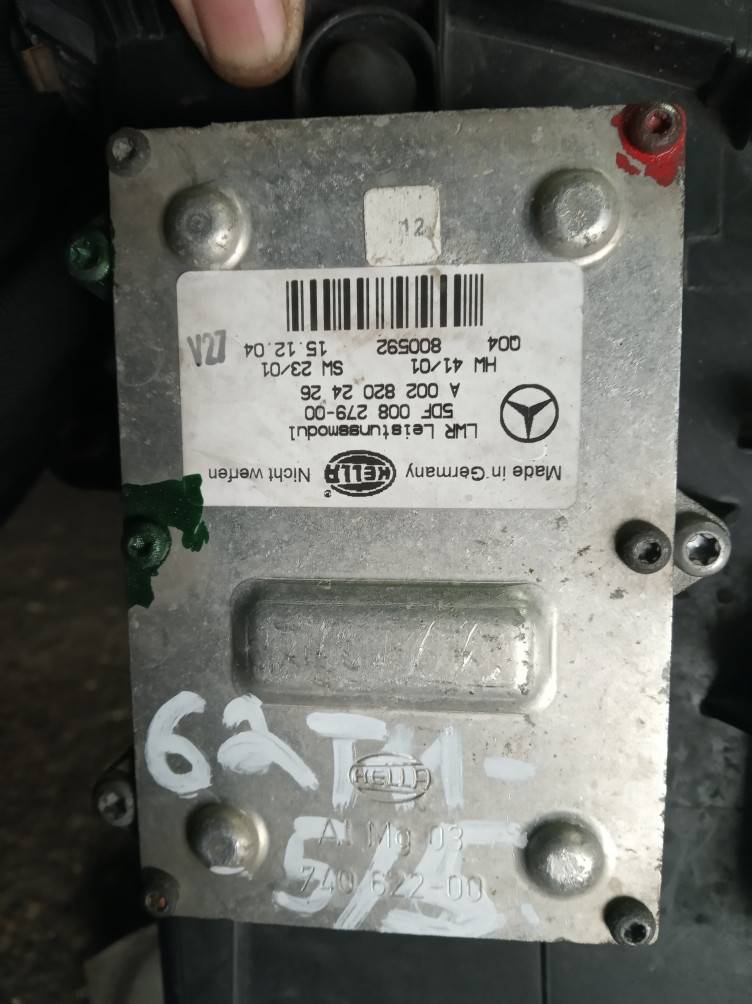 12
Made in Germany HELLA® Nicht werfen
LWR Leistungsmodul
5DF 008 279-00
A 002 820 24 26
HW 41/01 SW 23/01
Q04 800592 15.12.04
V27
62
HELLA
Al Mg 03
740 622-00